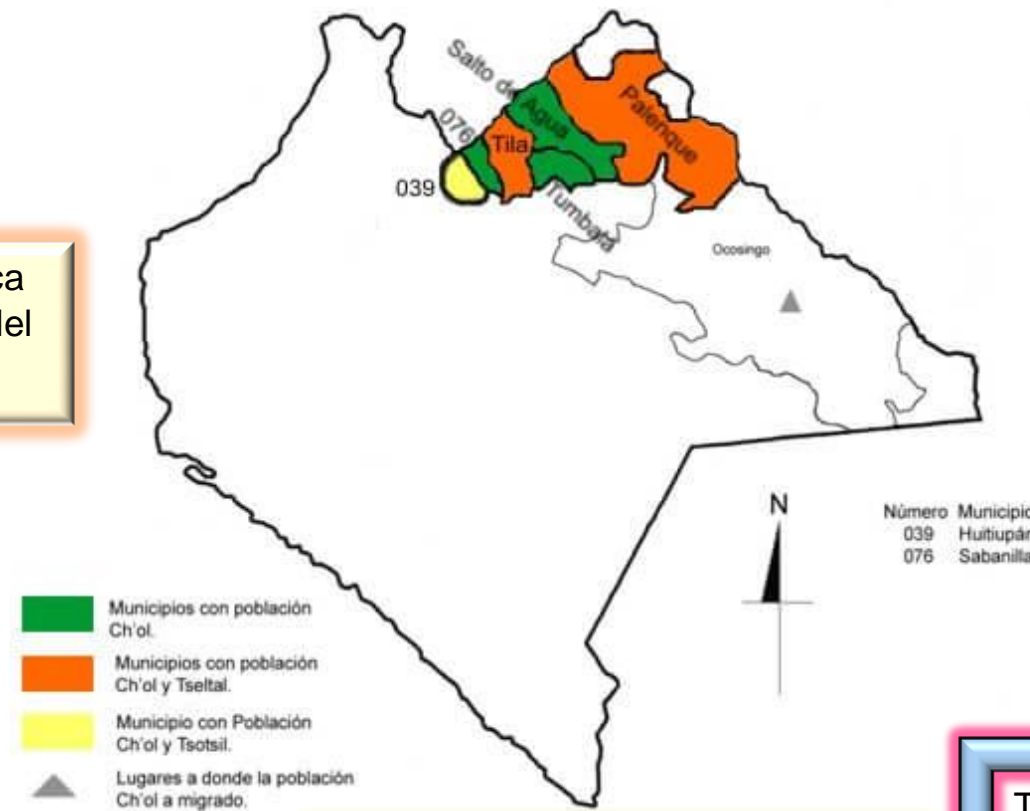 Salto de Agua
Palenque
076
Tila
039
Tumbalá
Ocosingo
lel
N
Número Municipio
039 Huitiupán
076 Sabanilla
Municipios con población
Ch'ol.
Municipios con población
Ch'ol y Tseltal.
Municipio con Población
Ch'ol y Tsotsil.
Lugares a donde la población
Ch'ol a migrado.